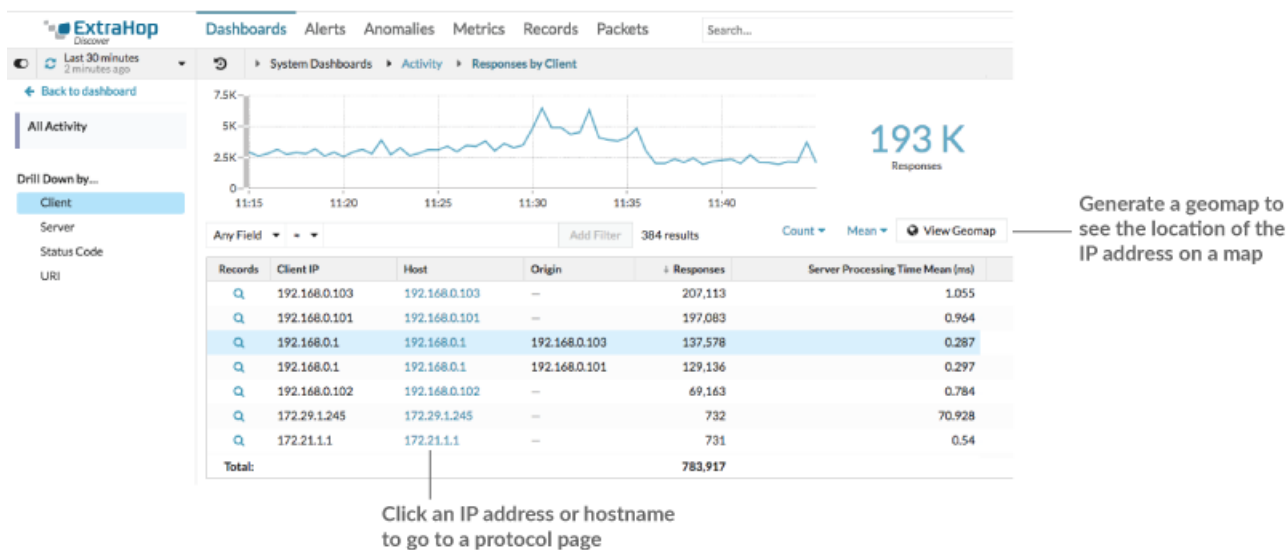 ExtraHop
Discover
Dashboards Alerts Anomalies Metrics Records Packets Search...
Last 30 minutes
2 minutes ago
System Dashboards Activity Responses by Client
Back to dashboard
All Activity
Drill Down by...
Client
Server
Status Code
URI
7.5K
5K
2.5K
0
11:15 11:20 11:25 11:30 11:35 11:40
193 K
Responses
Any Field = Add Filter 384 results Count Mean View Geomap
Records Client IP Host Origin ↓ Responses Server Processing Time Mean (ms)
192.168.0.103 192.168.0.103 — 207,113 1.055
192.168.0.101 192.168.0.101 — 197,083 0.964
192.168.0.1 192.168.0.1 192.168.0.103 137,578 0.287
192.168.0.1 192.168.0.1 192.168.0.101 129,136 0.297
192.168.0.102 192.168.0.102 — 69,163 0.784
172.29.1.245 172.29.1.245 — 732 70.928
172.21.1.1 172.21.1.1 — 731 0.54
Total: 783,917
Generate a geomap to
see the location of the
IP address on a map
Click an IP address or hostname
to go to a protocol page